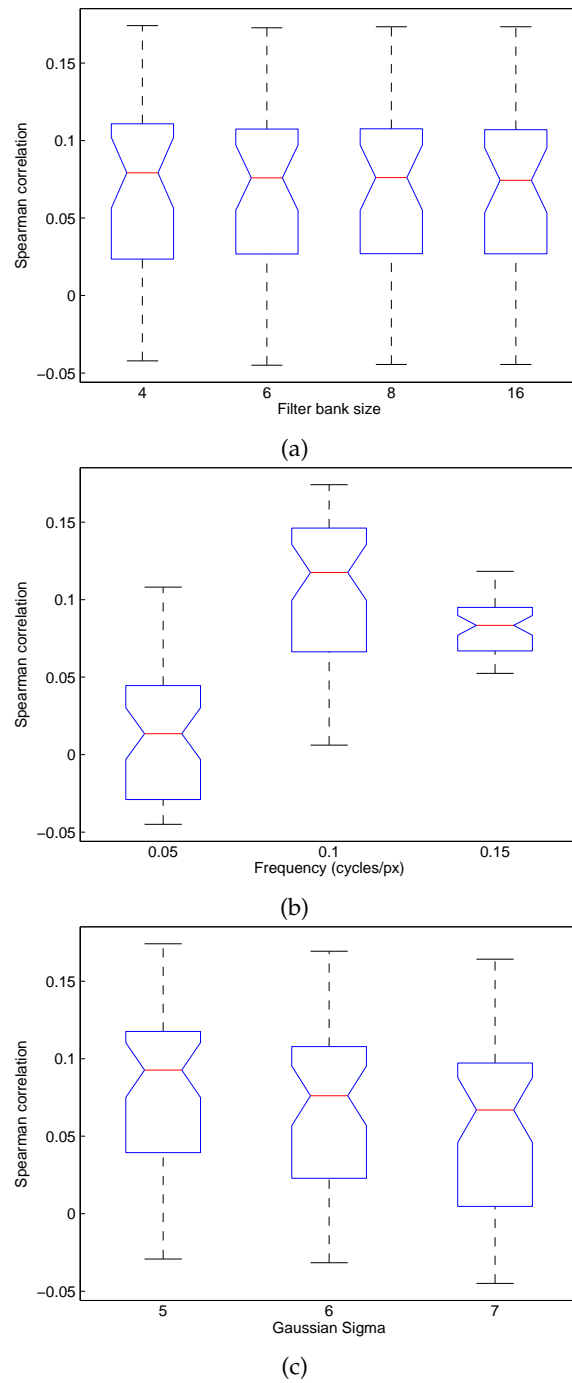 0.15
0.1
0.05
0
−0.05
Spearman correlation
4 6 8 16
Filter bank size
(a)
0.15
0.1
0.05
0
−0.05
Spearman correlation
0.05 0.1 0.15
Frequency (cycles/px)
(b)
0.15
0.1
0.05
0
−0.05
Spearman correlation
5 6 7
Gaussian Sigma
(c)